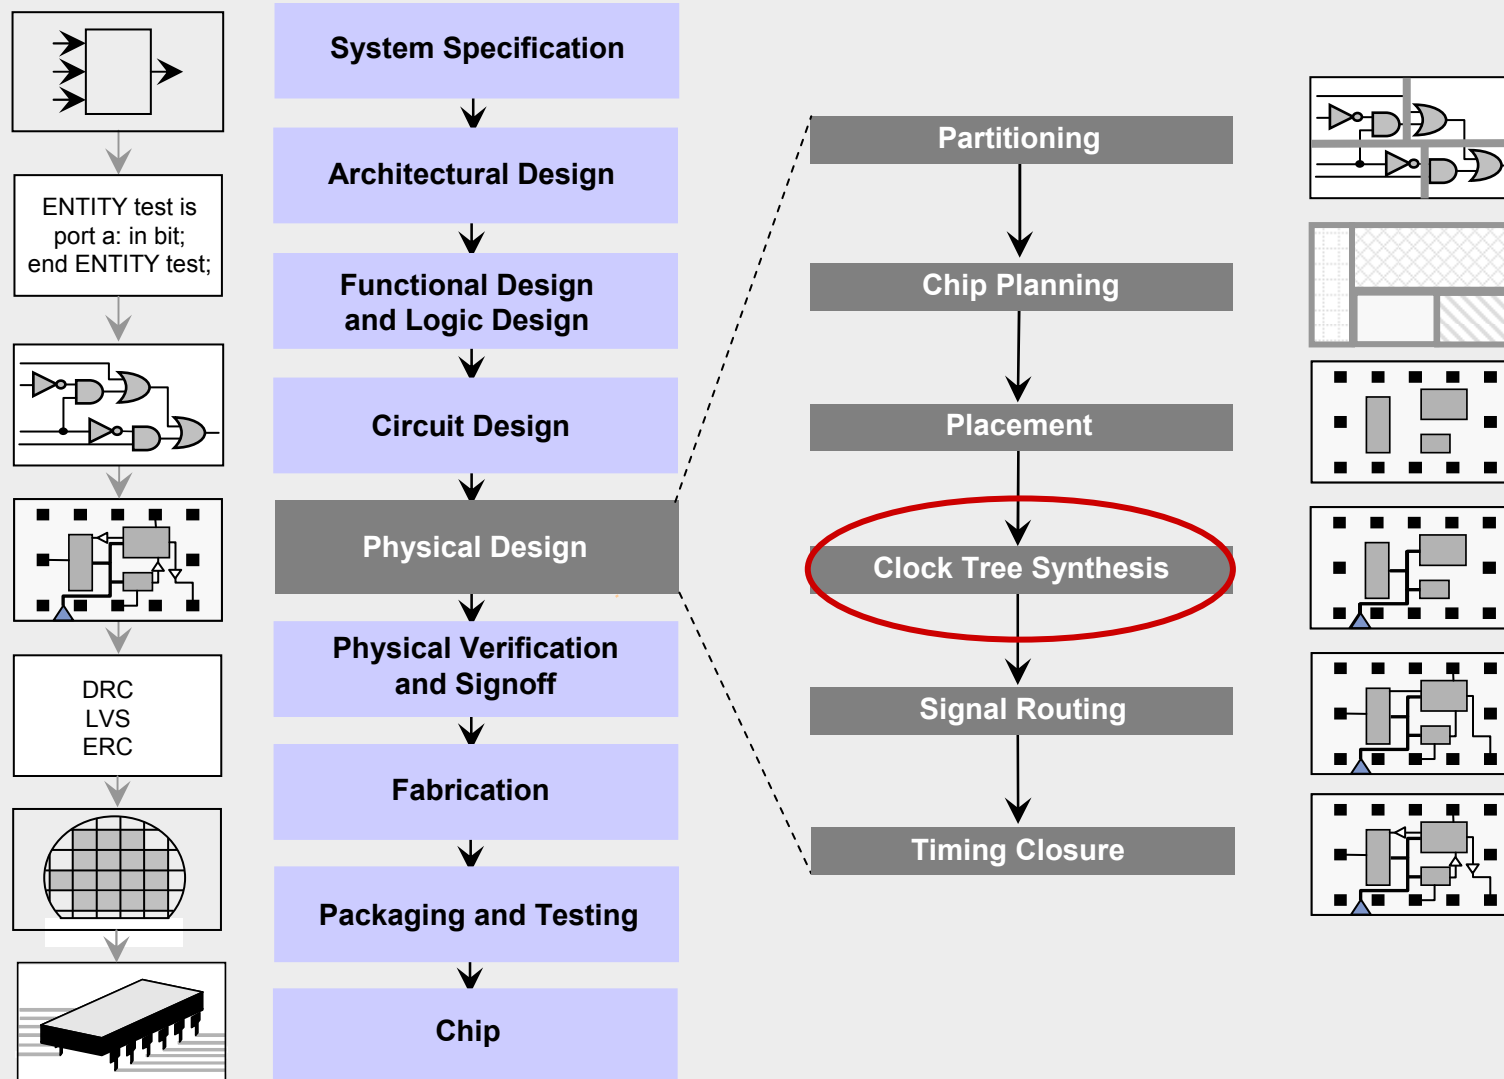 System Specification
Architectural Design
Functional Design
and Logic Design
Circuit Design
Physical Design
Physical Verification
and Signoff
Fabrication
Packaging and Testing
Chip
ENTITY test is
port a: in bit;
end ENTITY test;
DRC
LVS
ERC
Partitioning
Chip Planning
Placement
Clock Tree Synthesis
Signal Routing
Timing Closure